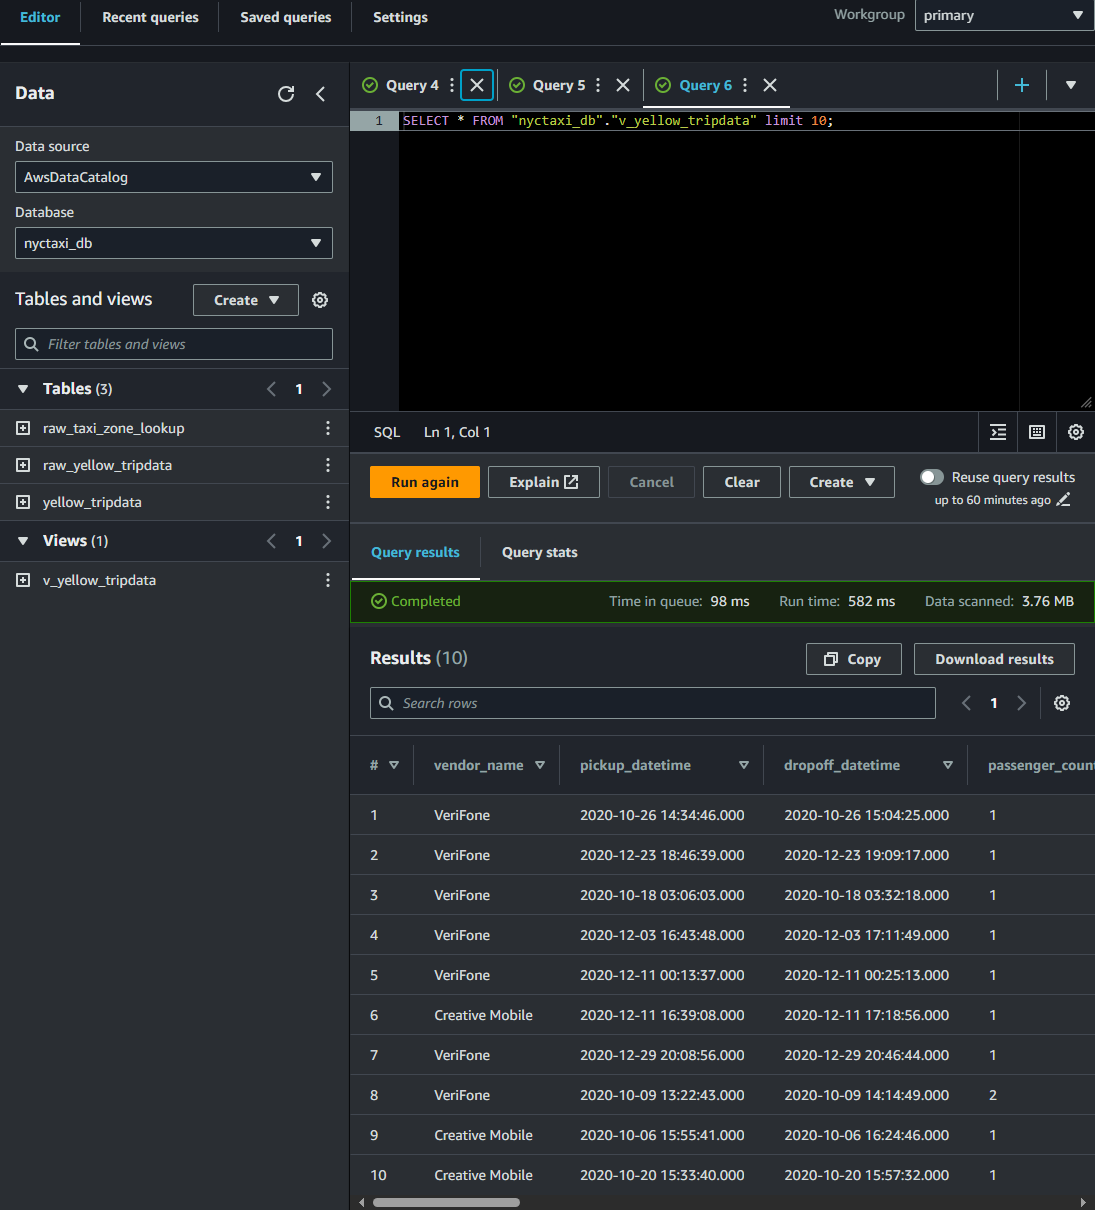 Editor Recent queries Saved queries Settings Workgroup primary
Data
Data source
AwsDataCatalog
Database
nyctaxi_db
Tables and views Create
Filter tables and views
Tables (3) 1
raw_taxi_zone_lookup
raw_yellow_tripdata
yellow_tripdata
Views (1) 1
v_yellow_tripdata
Query 4 Query 5 Query 6
1 SELECT * FROM "nyctaxi_db"."v_yellow_tripdata" limit 10;
SQL Ln 1, Col 1
Run again Explain Cancel Clear Create Reuse query results
up to 60 minutes ago
Query results Query stats
Completed Time in queue: 98 ms Run time: 582 ms Data scanned: 3.76 MB
Results (10) Copy Download results
Search rows 1
# vendor_name pickup_datetime dropoff_datetime passenger_coun
1 VeriFone 2020-10-26 14:34:46.000 2020-10-26 15:04:25.000 1
2 VeriFone 2020-12-23 18:46:39.000 2020-12-23 19:09:17.000 1
3 VeriFone 2020-10-18 03:06:03.000 2020-10-18 03:32:18.000 1
4 VeriFone 2020-12-03 16:43:48.000 2020-12-03 17:11:49.000 1
5 VeriFone 2020-12-11 00:13:37.000 2020-12-11 00:25:13.000 1
6 Creative Mobile 2020-12-11 16:39:08.000 2020-12-11 17:18:56.000 1
7 VeriFone 2020-12-29 20:08:56.000 2020-12-29 20:46:44.000 1
8 VeriFone 2020-10-09 13:22:43.000 2020-10-09 14:14:49.000 2
9 Creative Mobile 2020-10-06 15:55:41.000 2020-10-06 16:24:46.000 1
10 Creative Mobile 2020-10-20 15:33:40.000 2020-10-20 15:57:32.000 1